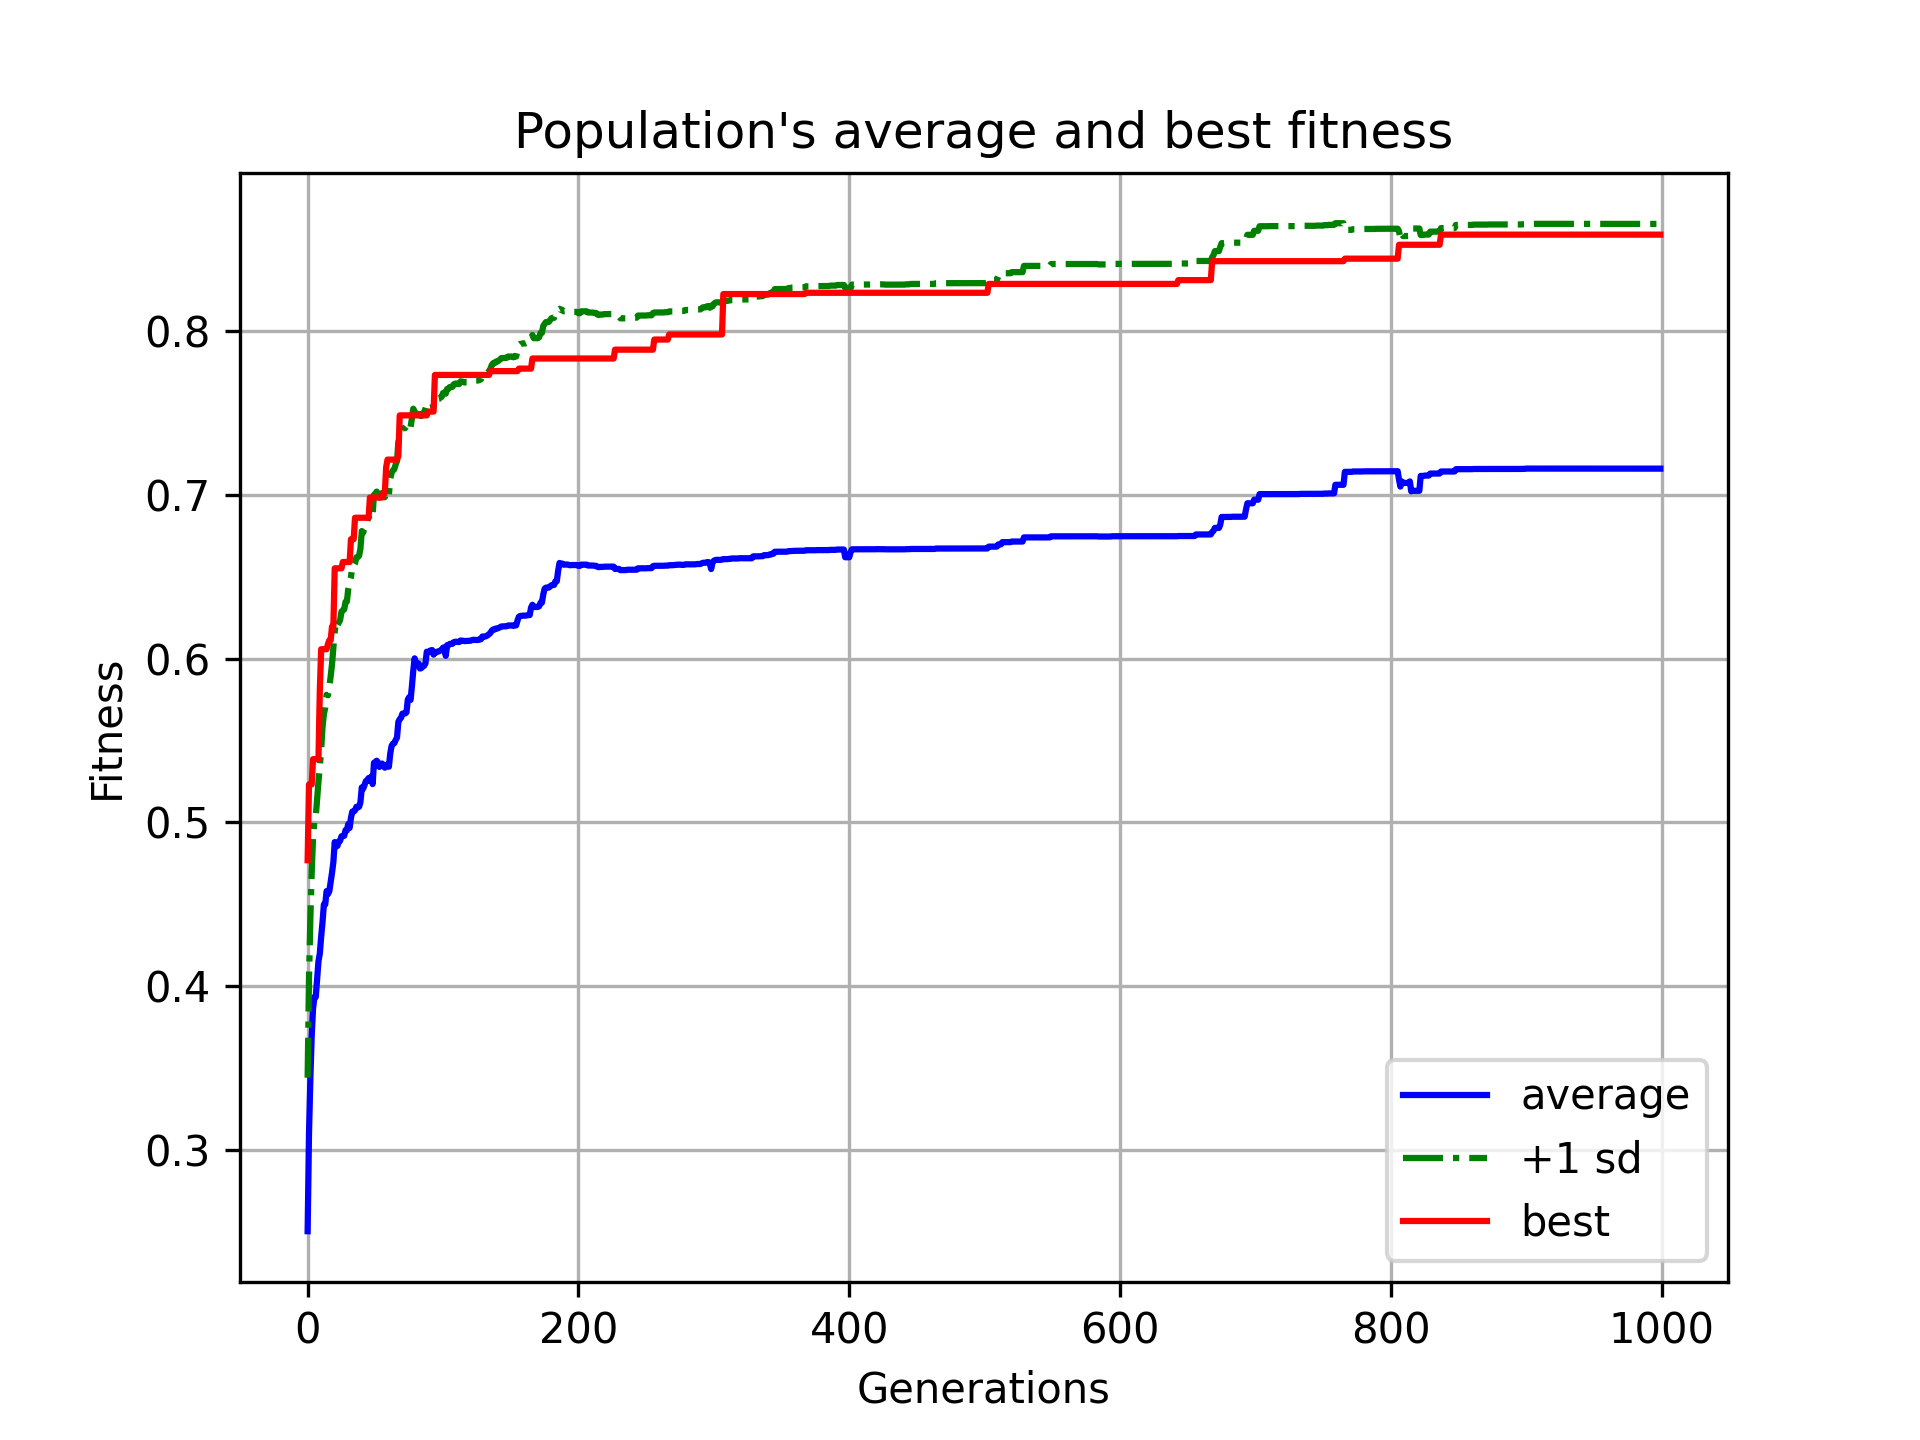 Population's average and best fitness
Fitness
0.8
0.7
0.6
0.5
0.4
0.3
0 200 400 600 800 1000
Generations
average
+1 sd
best